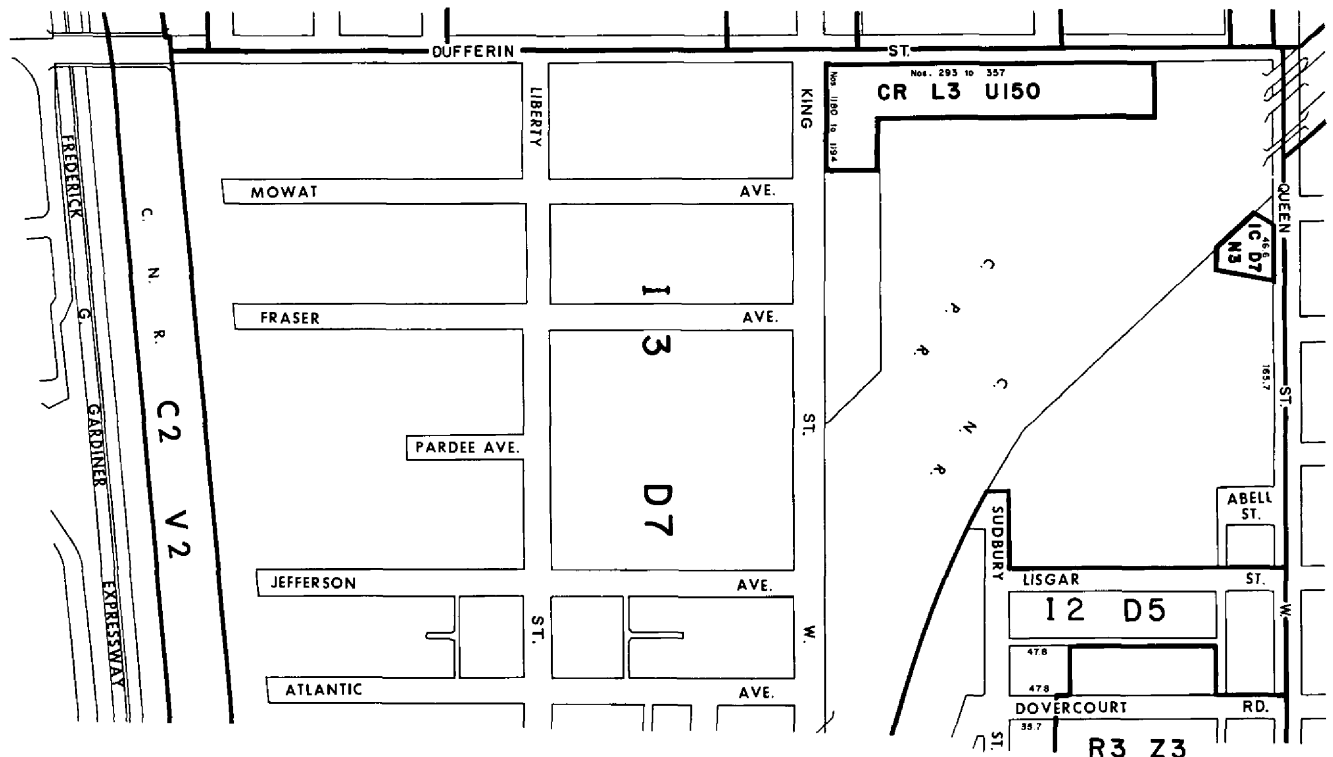 DUFFERIN ST.
Nos. 293 to 357
CR L3 U150
Nos. 1180 to 1194
LIBERTY ST.
KING ST. W.
QUEEN ST. W.
MOWAT AVE.
FREDERICK G. GARDINER EXPRESSWAY
C. N. R.
C2 V2
46.6
IC D7
N3
C. P. R.
C. N. R.
I3 D7
FRASER AVE.
165.7
PARDEE AVE.
ABELL
ST.
SUDBURY ST.
JEFFERSON AVE.
LISGAR ST.
I2 D5
47.8
47.8
ATLANTIC AVE.
DOVERCOURT RD.
35.7
R3 Z3